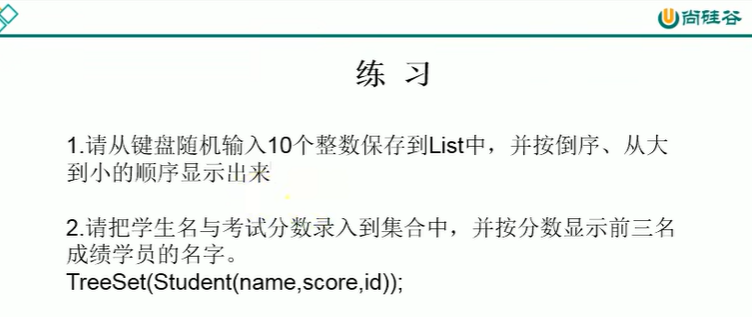 尚硅谷
练 习
1.请从键盘随机输入10个整数保存到List中，并按倒序、从大
到小的顺序显示出来
2.请把学生名与考试分数录入到集合中，并按分数显示前三名
成绩学员的名字。
TreeSet(Student(name,score,id));